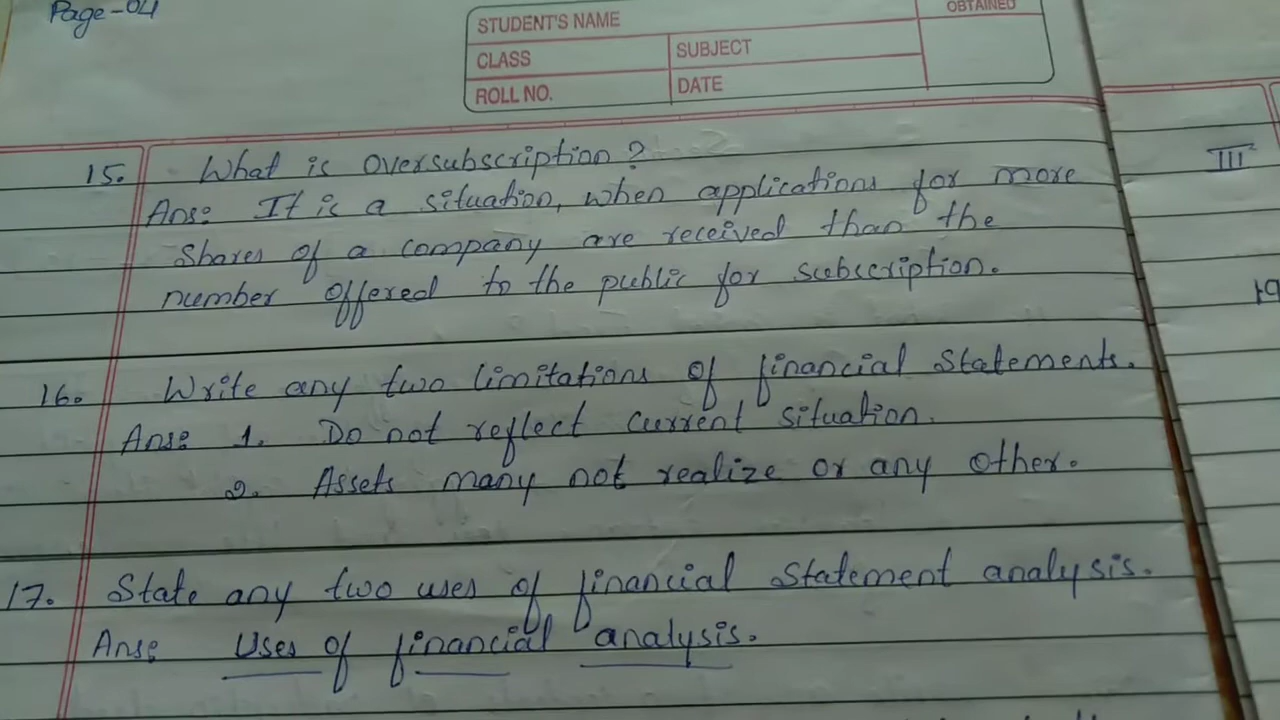 Page-04
STUDENT'S NAME
OBTAINED
CLASS
SUBJECT
ROLL NO.
DATE
15. What is Oversubscription?
Ans: It is a situation, when applications for more
Shares of a company are received than the
number offered to the public for subscription.
16. Write any two limitations of financial Statements.
Ans: 1. Do not reflect current situation.
2. Assets many not realize or any other.
17. State any two uses of financial Statement analysis.
Ans: Uses of financial analysis.
III